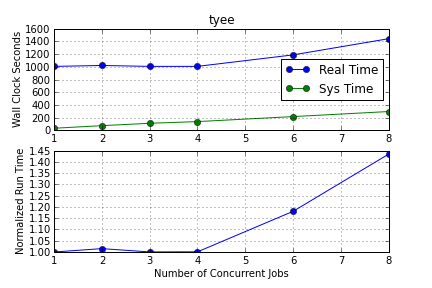 tyee
1600
1400
1200
1000
800
600
400
200
0
Wall Clock Seconds
Real Time
Sys Time
1 2 3 4 5 6 7 8
1.45
1.40
1.35
1.30
1.25
1.20
1.15
1.10
1.05
1.00
Normalized Run Time
1 2 3 4 5 6 7 8
Number of Concurrent Jobs